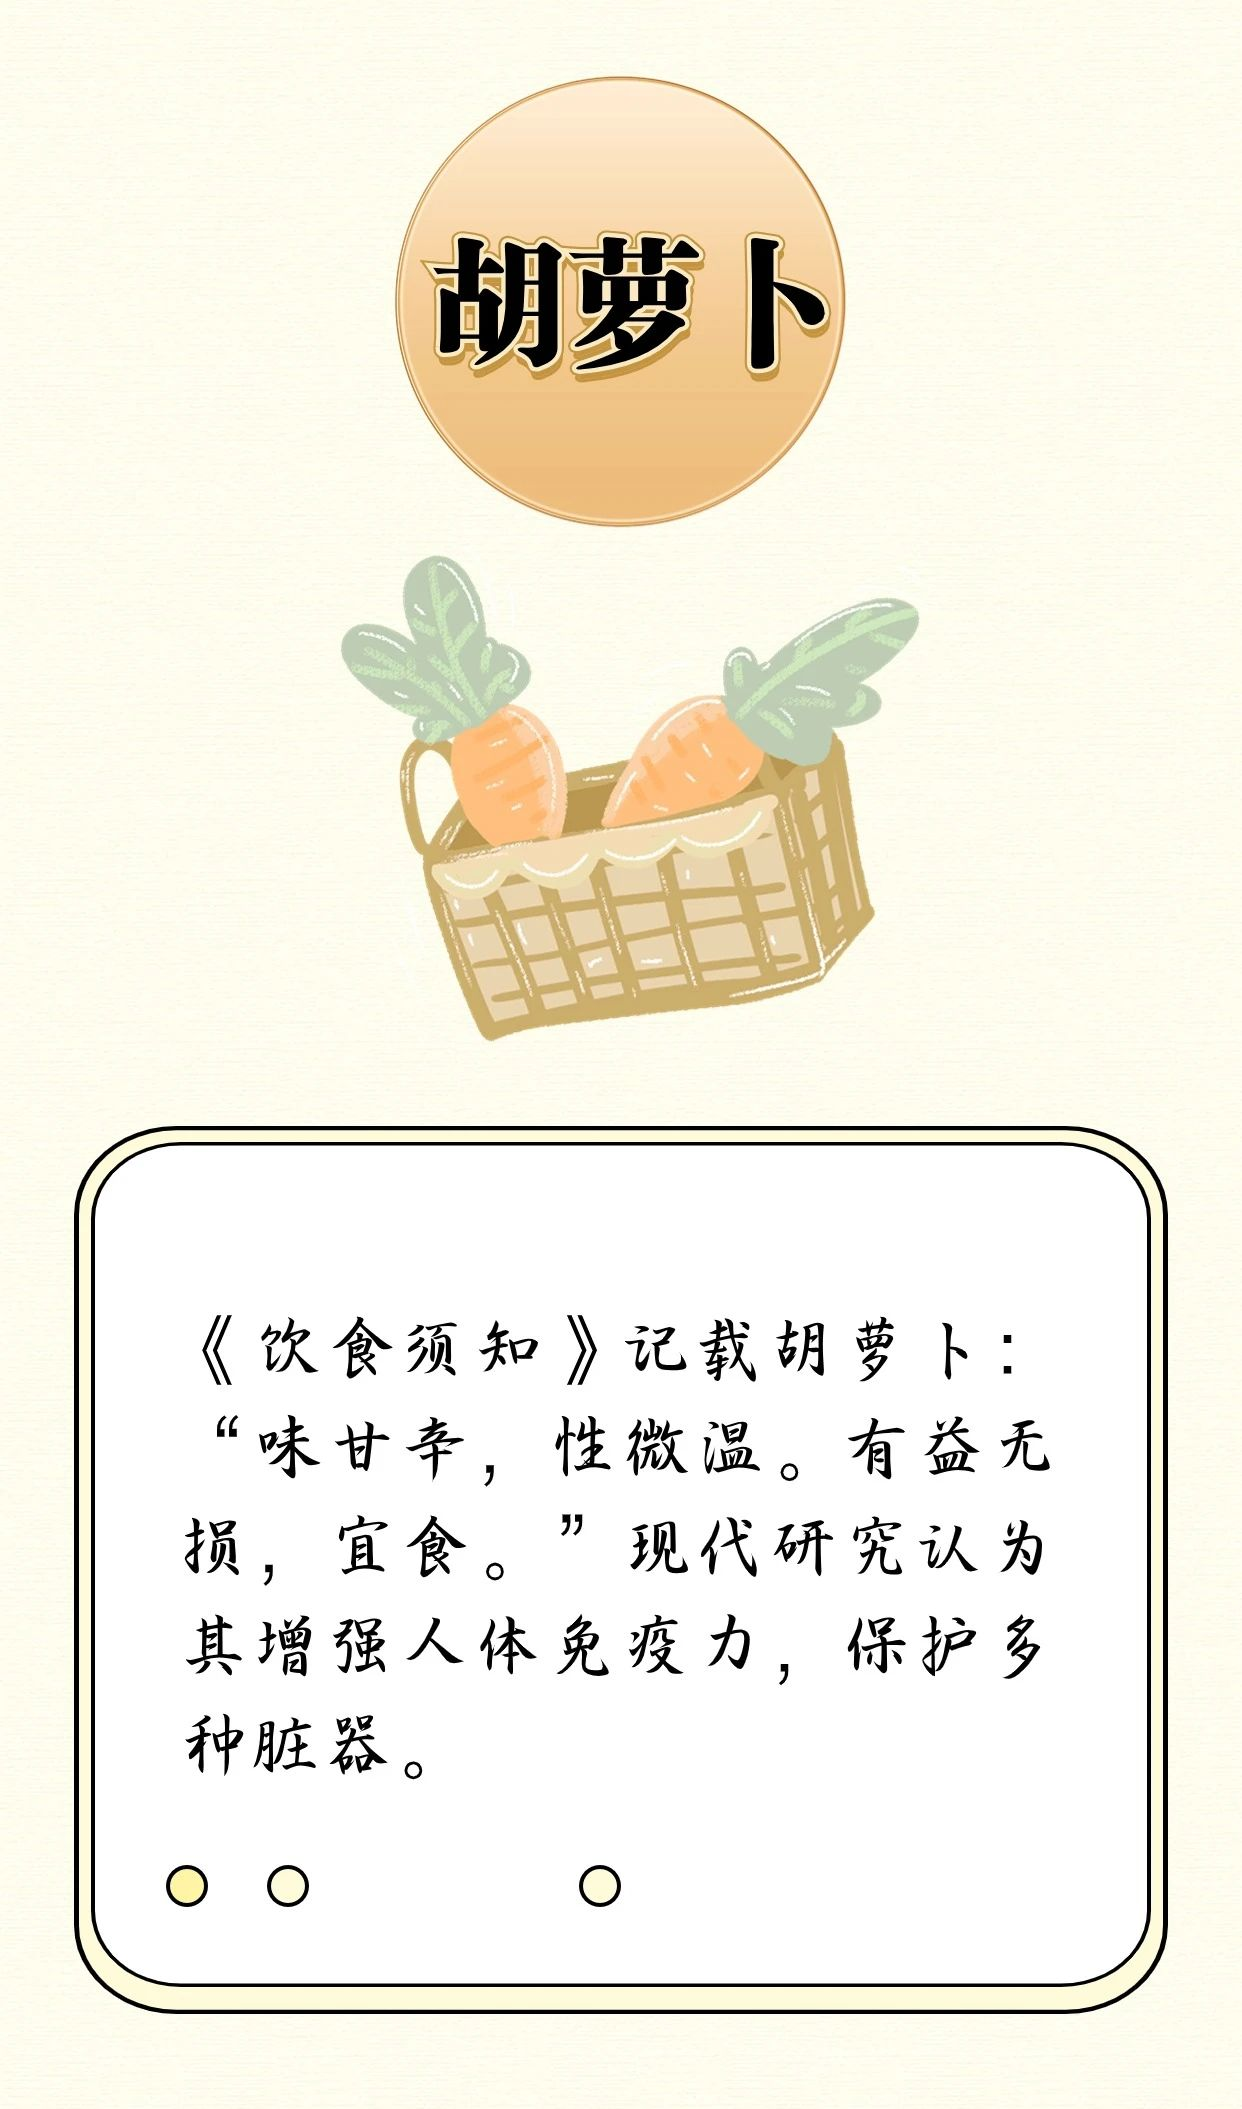 胡萝卜
《饮食须知》记载胡萝卜:
“味甘辛,性微温。有益无
损,宜食。”现代研究认为
其增强人体免疫力,保护多
种脏器。